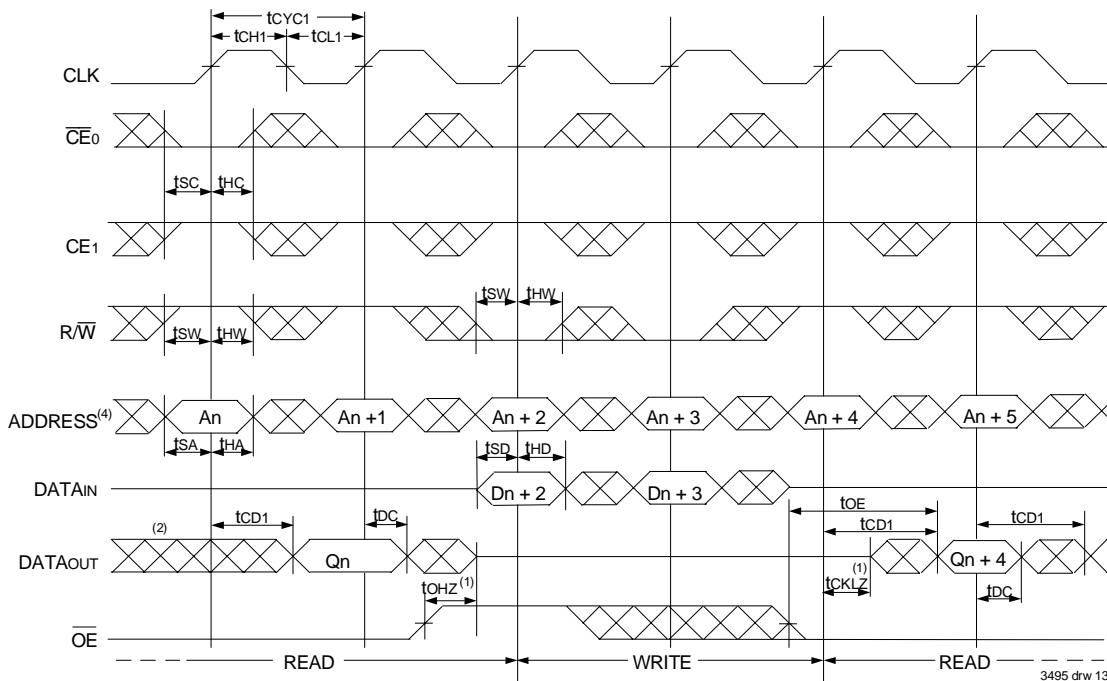 tCYC1
tCH1 tCL1
CLK
CE0
tSC tHC
CE1
tSW tHW
R/W
tSW tHW
ADDRESS(4) An An +1 An + 2 An + 3 An + 4 An + 5
tSA tHA tSD tHD
DATAIN Dn + 2 Dn + 3
tOE
(2) tCD1 tDC tCD1 tCD1
DATAOUT Qn Qn + 4
tOHZ(1) tCKLZ(1) tDC
OE
READ WRITE READ
3495 drw 13